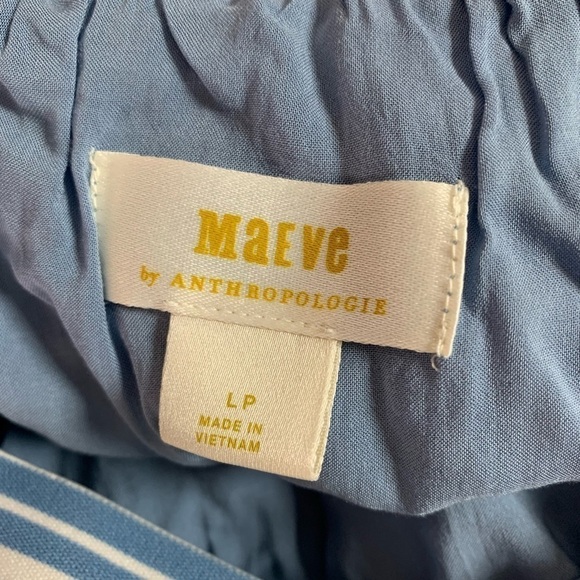 MaEVe
by ANTHROPOLOGIE
LP
MADE IN
VIETNAM